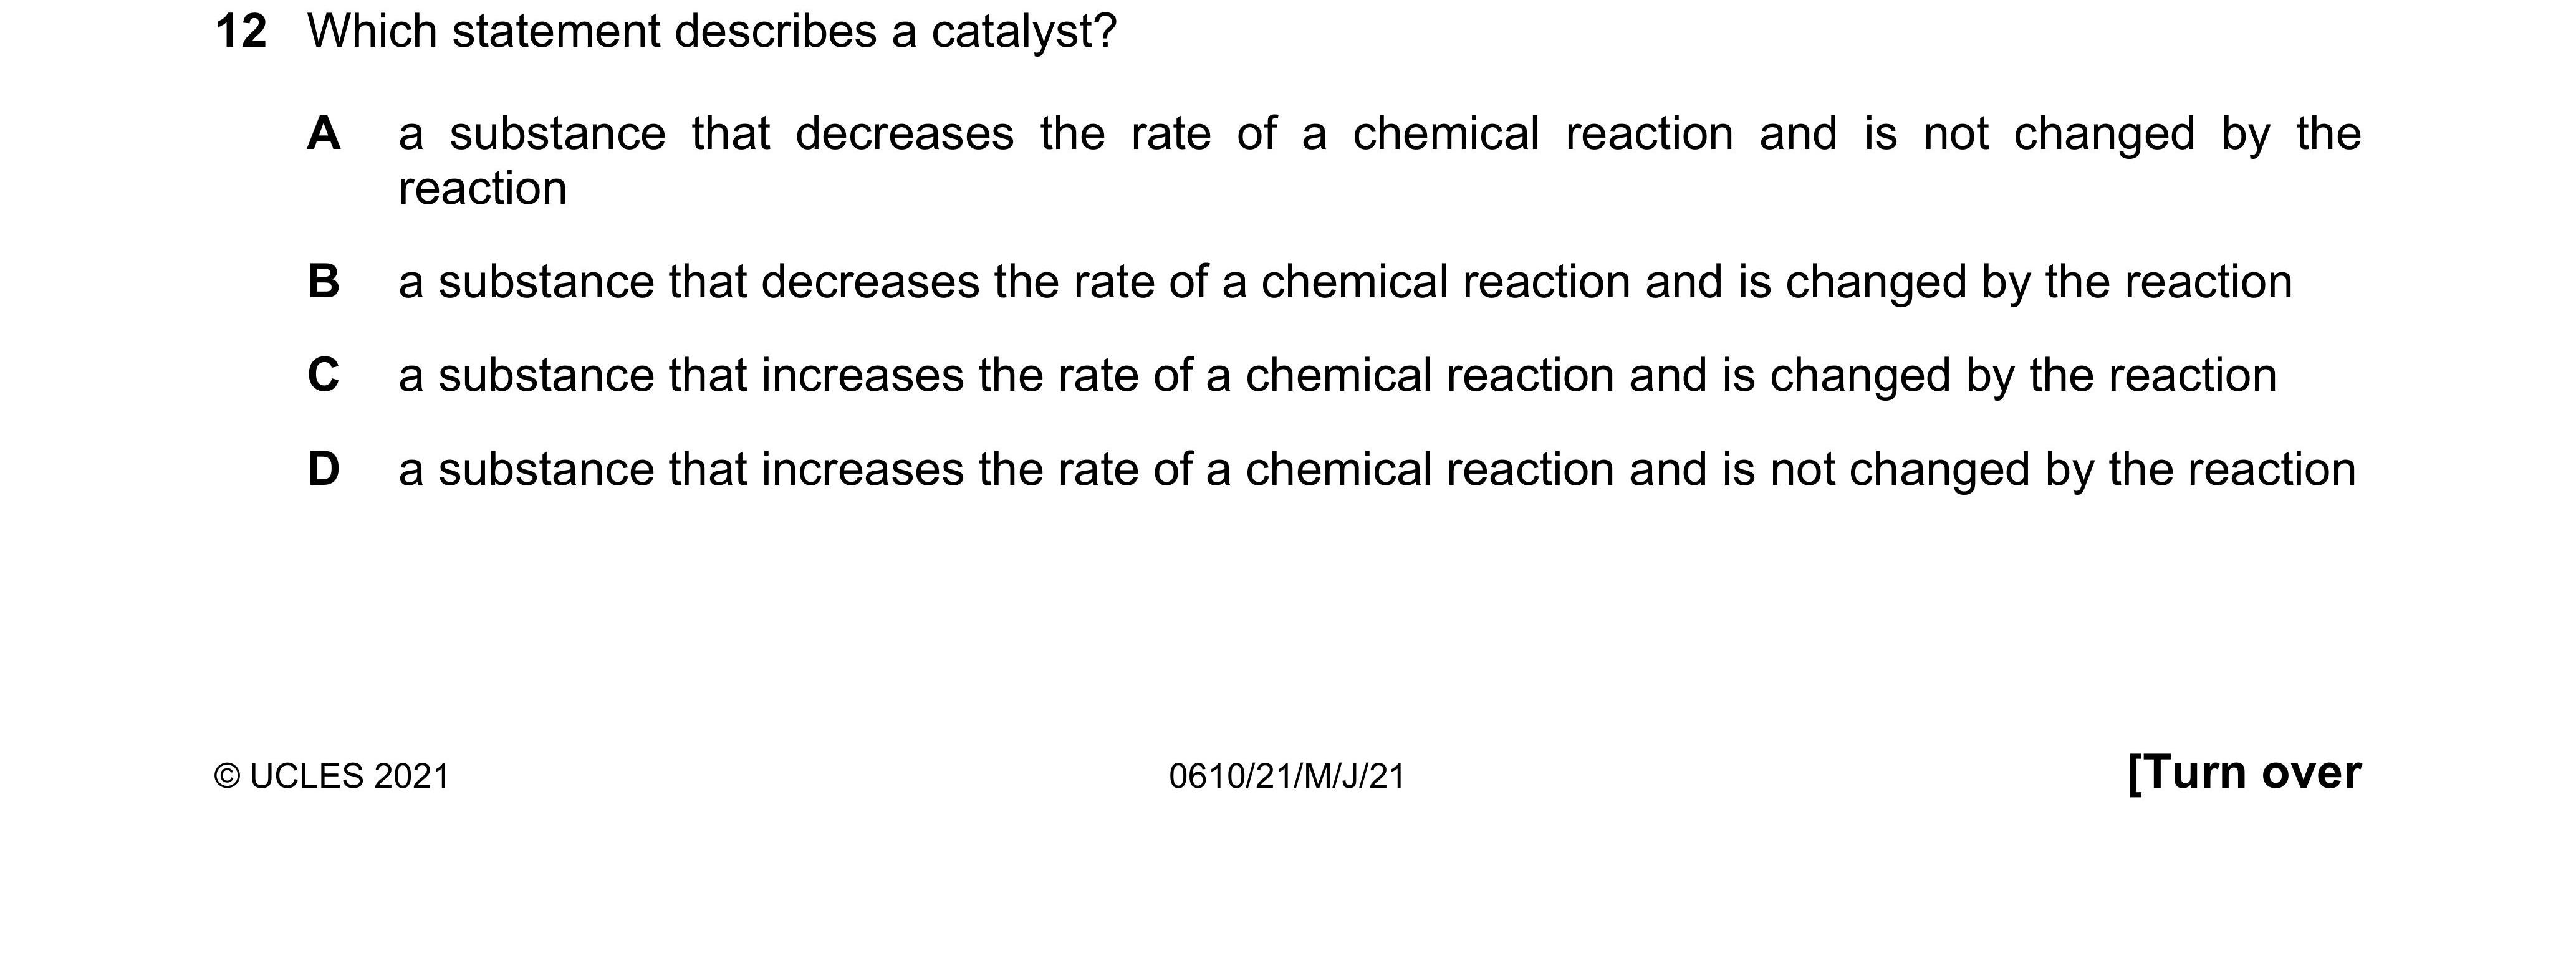 12 Which statement describes a catalyst?
A a substance that decreases the rate of a chemical reaction and is not changed by the
reaction
B a substance that decreases the rate of a chemical reaction and is changed by the reaction
C a substance that increases the rate of a chemical reaction and is changed by the reaction
D a substance that increases the rate of a chemical reaction and is not changed by the reaction
© UCLES 2021 0610/21/M/J/21 [Turn over